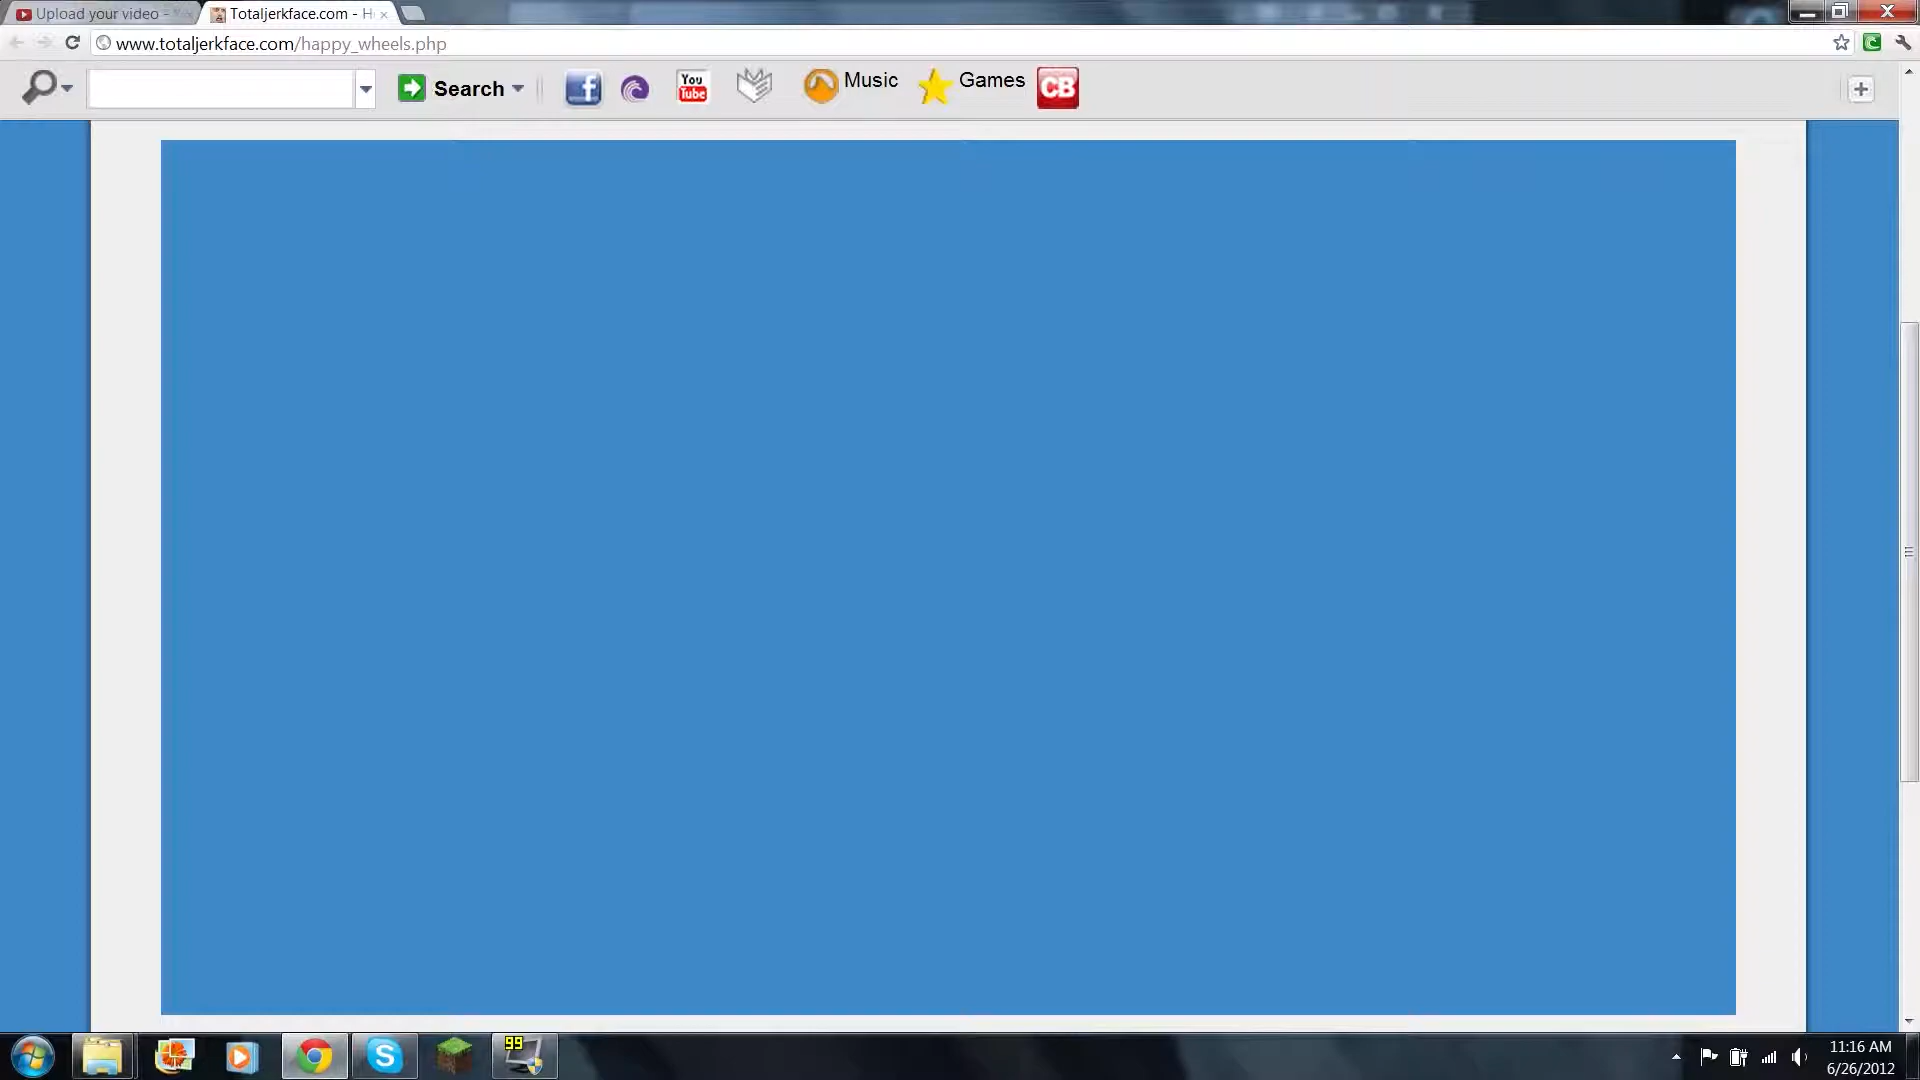 Upload your video -
Totaljerkface.com - H
www.totaljerkface.com/happy_wheels.php
Search
f
You
Tube
Music
Games
CB
S
99
11:16 AM
6/26/2012